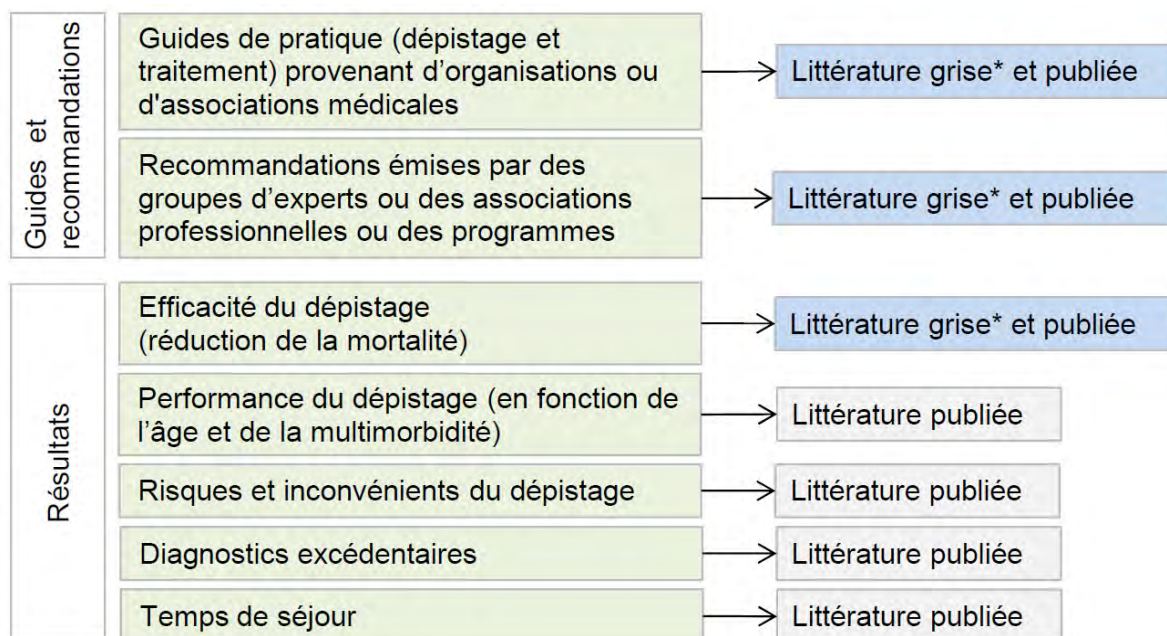 Guides et
recommandations
Guides de pratique (dépistage et
traitement) provenant d’organisations ou
d'associations médicales
Littérature grise* et publiée
Recommandations émises par des
groupes d’experts ou des associations
professionnelles ou des programmes
Littérature grise* et publiée
Résultats
Efficacité du dépistage
(réduction de la mortalité)
Littérature grise* et publiée
Performance du dépistage (en fonction de
l’âge et de la multimorbidité)
Littérature publiée
Risques et inconvénients du dépistage
Littérature publiée
Diagnostics excédentaires
Littérature publiée
Temps de séjour
Littérature publiée